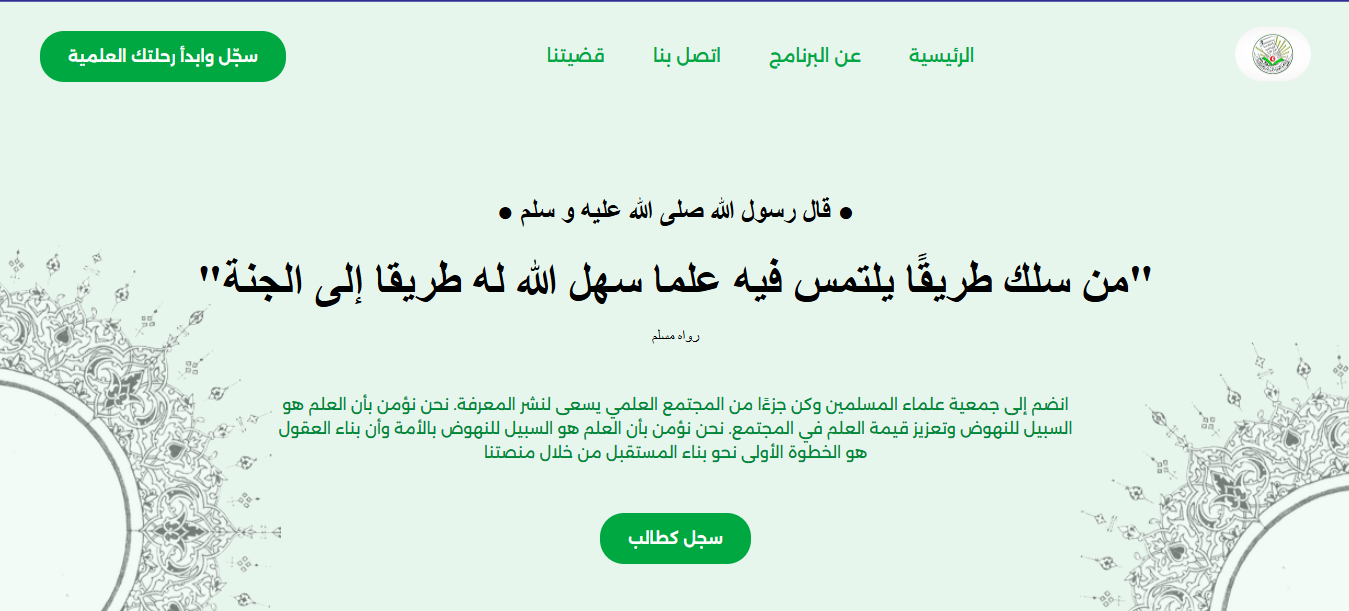 الرئيسية
عن البرنامج
اتصل بنا
قضيتنا
سجّل وابدأ رحلتك العلمية
● قال رسول الله صلى الله عليه و سلم ●
"من سلك طريقًا يلتمس فيه علما سهل الله له طريقا إلى الجنة"
رواه مسلم
انضم إلى جمعية علماء المسلمين وكن جزءًا من المجتمع العلمي يسعى لنشر المعرفة. نحن نؤمن بأن العلم هو
السبيل للنهوض وتعزيز قيمة العلم في المجتمع. نحن نؤمن بأن العلم هو السبيل للنهوض بالأمة وأن بناء العقول
هو الخطوة الأولى نحو بناء المستقبل من خلال منصتنا
سجل كطالب